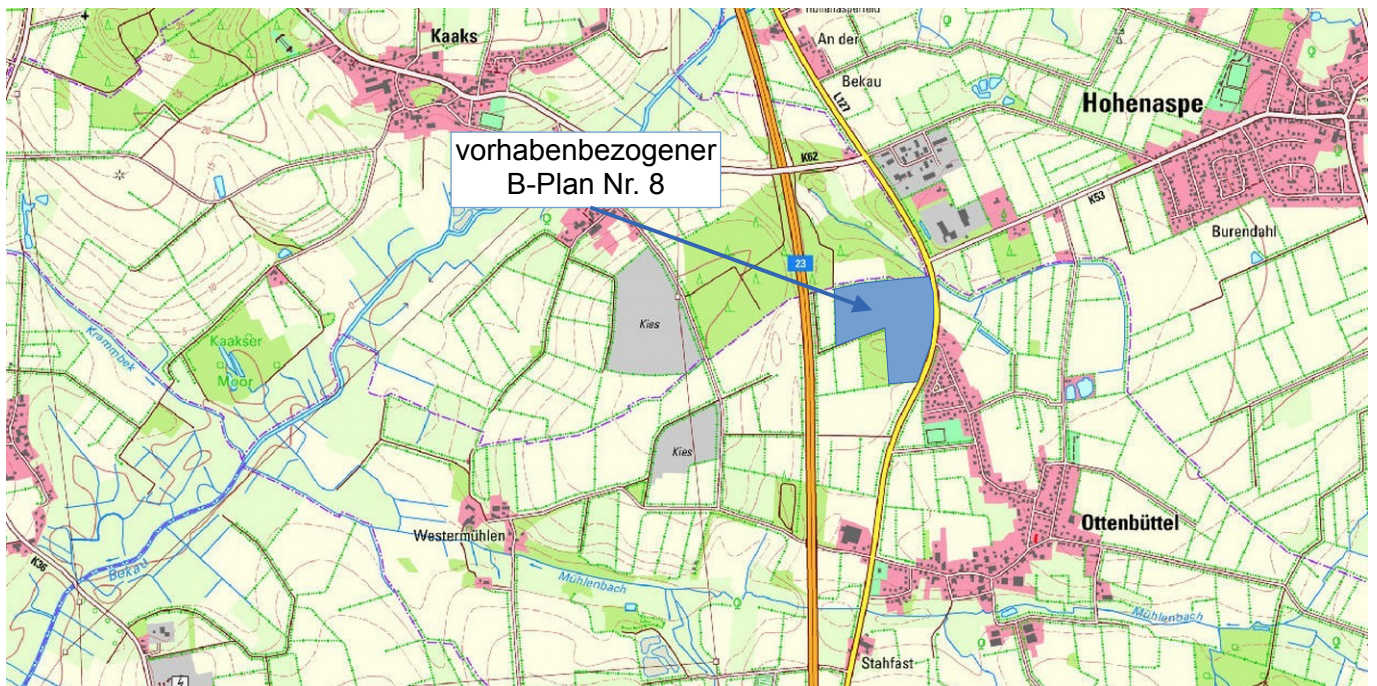 Kaaks
An der
Bekau
L127
Hohenaspe
vorhabenbezogener
B-Plan Nr. 8
K62
K53
Burendahl
23
Kies
Kaakser
Moor
Krammbek
Kies
Westermühlen
Ottenbüttel
K36
Bekau
Mühlenbach
Mühlenbach
Stahfast